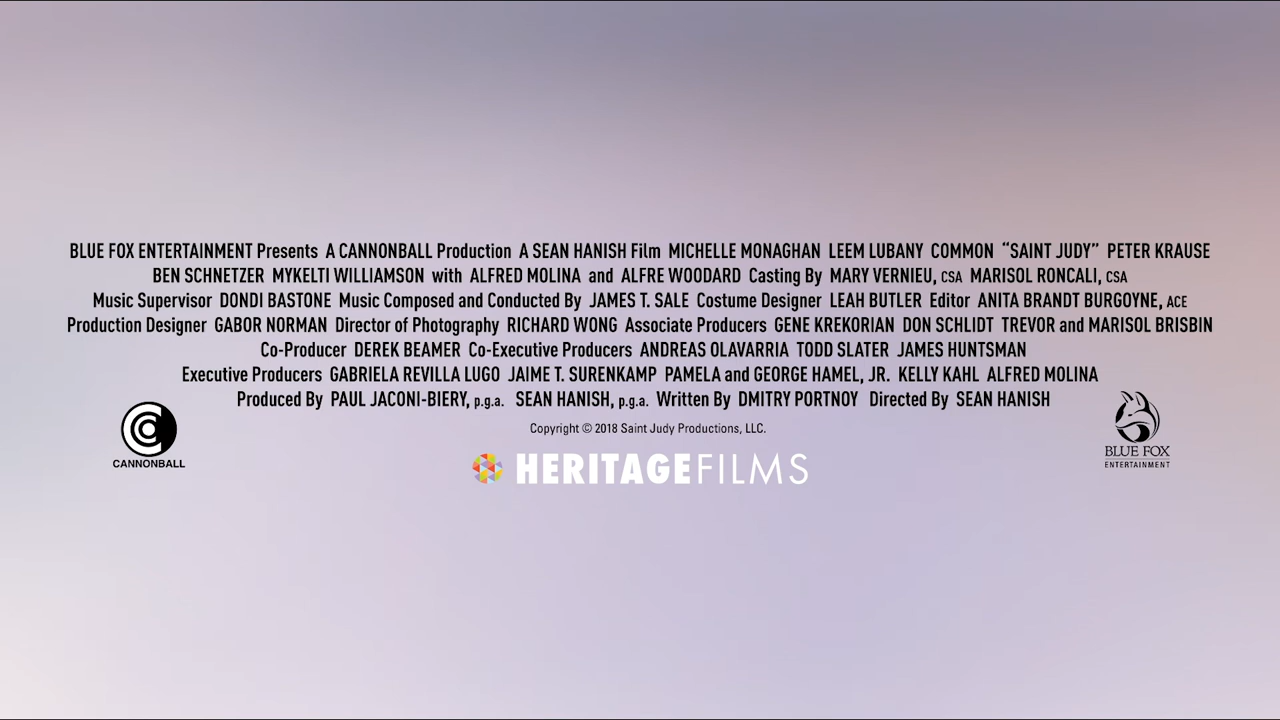 BLUE FOX ENTERTAINMENT Presents A CANNONBALL Production A SEAN HANISH Film MICHELLE MONAGHAN LEEM LUBANY COMMON “SAINT JUDY” PETER KRAUSE
BEN SCHNETZER MYKELTI WILLIAMSON with ALFRED MOLINA and ALFRE WOODARD Casting By MARY VERNIEU, CSA MARISOL RONCALI, CSA
Music Supervisor DONDI BASTONE Music Composed and Conducted By JAMES T. SALE Costume Designer LEAH BUTLER Editor ANITA BRANDT BURGOYNE, ACE
Production Designer GABOR NORMAN Director of Photography RICHARD WONG Associate Producers GENE KREKORIAN DON SCHLIDT TREVOR and MARISOL BRISBIN
Co-Producer DEREK BEAMER Co-Executive Producers ANDREAS OLAVARRIA TODD SLATER JAMES HUNTSMAN
Executive Producers GABRIELA REVILLA LUGO JAIME T. SURENKAMP PAMELA and GEORGE HAMEL, JR. KELLY KAHL ALFRED MOLINA
Produced By PAUL JACONI-BIERY, p.g.a. SEAN HANISH, p.g.a. Written By DMITRY PORTNOY Directed By SEAN HANISH
Copyright © 2018 Saint Judy Productions, LLC.
CANNONBALL
HERITAGEFILMS
BLUE FOX
ENTERTAINMENT